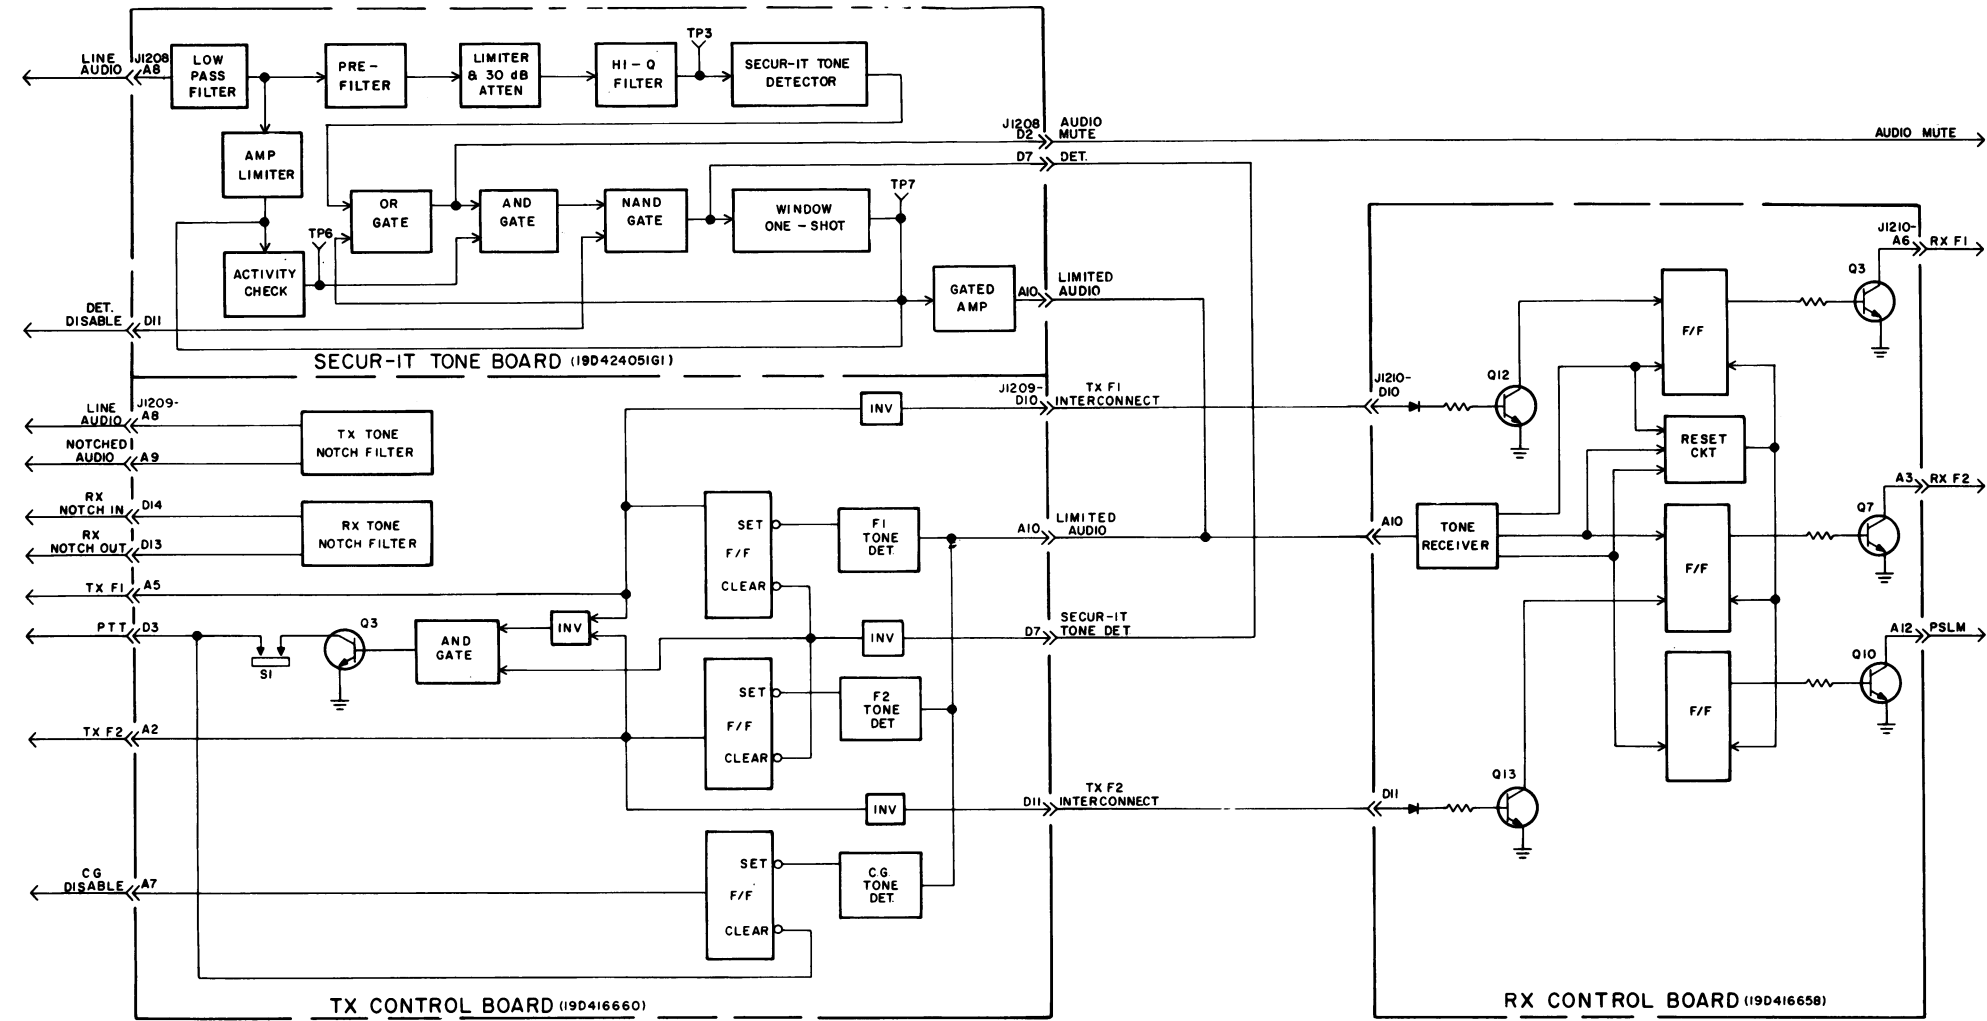 LINE AUDIO
J1208 A8
LOW PASS FILTER
PRE-FILTER
LIMITER & 30 dB ATTEN
HI-Q FILTER
TP3
SECUR-IT TONE DETECTOR
J1208 D2
AUDIO MUTE
AUDIO MUTE
D7
DET.
AMP LIMITER
OR GATE
AND GATE
NAND GATE
WINDOW ONE-SHOT
TP7
TP6
ACTIVITY CHECK
GATED AMP
A10
LIMITED AUDIO
DET. DISABLE
D11
SECUR-IT TONE BOARD (19D424051G1)
LINE AUDIO
J1209-A8
NOTCHED AUDIO
A9
TX TONE NOTCH FILTER
RX NOTCH IN
D14
RX NOTCH OUT
D13
RX TONE NOTCH FILTER
TX F1
A5
PTT
D3
S1
Q3
AND GATE
INV
INV
J1209-D10
TX F1 INTERCONNECT
SET
F/F
CLEAR
F1 TONE DET.
A10
LIMITED AUDIO
INV
D7
SECUR-IT TONE DET
SET
F/F
CLEAR
F2 TONE DET
TX F2
A2
INV
D11
TX F2 INTERCONNECT
SET
F/F
CLEAR
C.G. TONE DET.
CG DISABLE
A7
TX CONTROL BOARD (19D416660)
J1210-D10
Q12
F/F
Q3
J1210-A6
RX F1
RESET CKT
A10
TONE RECEIVER
F/F
Q7
A3
RX F2
F/F
Q10
A12
PSLM
D11
Q13
RX CONTROL BOARD (19D416658)